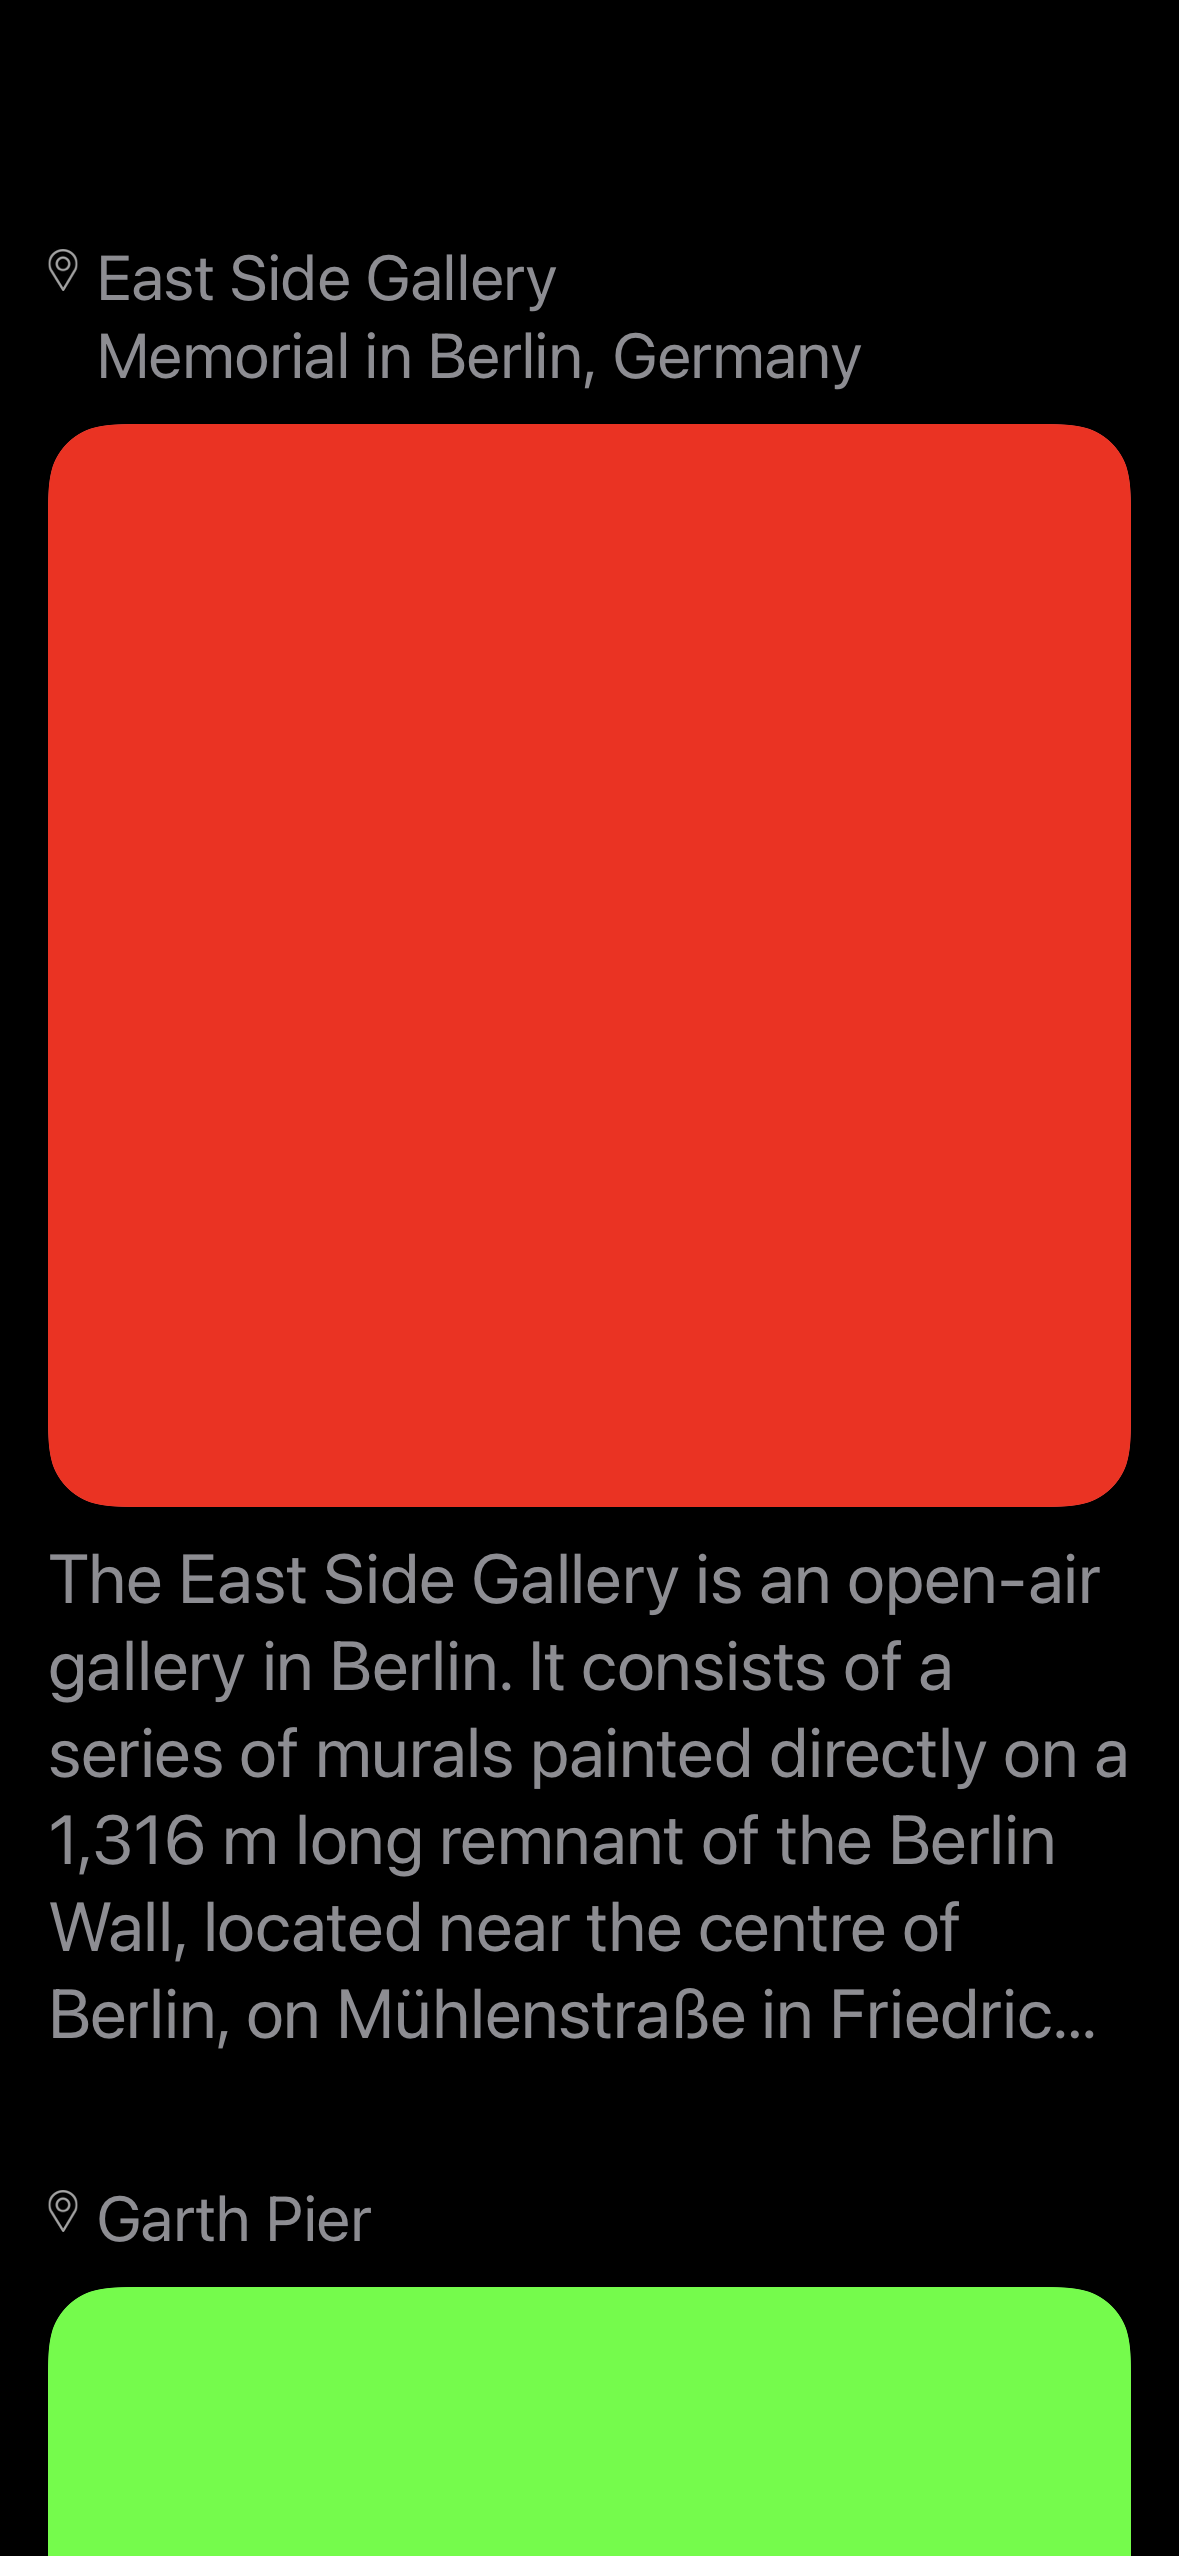 East Side Gallery
Memorial in Berlin, Germany
The East Side Gallery is an open-air
gallery in Berlin. It consists of a
series of murals painted directly on a
1,316 m long remnant of the Berlin
Wall, located near the centre of
Berlin, on Mühlenstraße in Friedric...
Garth Pier